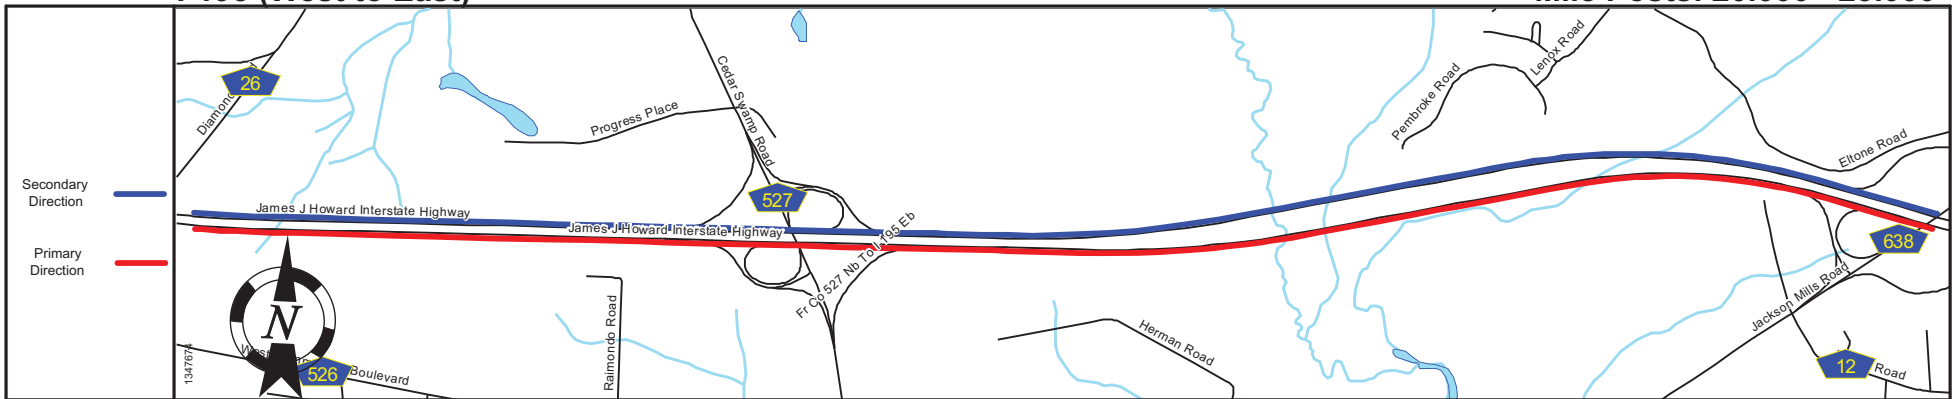 Secondary
Direction
Primary
Direction
26
Progress Place
Cedar Swamp Road
527
James J Howard Interstate Highway
James J Howard Interstate Highway
Fr Co 527 Nb To I-195 Eb
Pembroke Road
Lenox Road
Eltone Road
638
Jackson Mills Road
12
Road
Herman Road
Raimondo Road
N
1347674
526
Boulevard